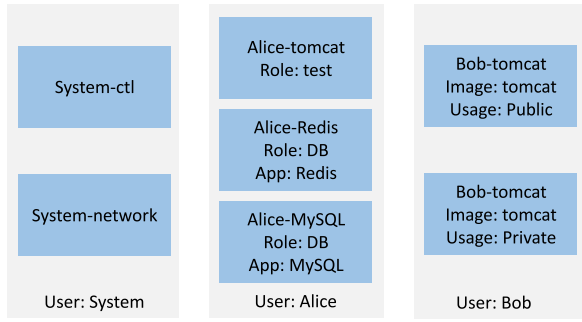 System-ctl
System-network
User: System
Alice-tomcat
Role: test
Alice-Redis
Role: DB
App: Redis
Alice-MySQL
Role: DB
App: MySQL
User: Alice
Bob-tomcat
Image: tomcat
Usage: Public
Bob-tomcat
Image: tomcat
Usage: Private
User: Bob